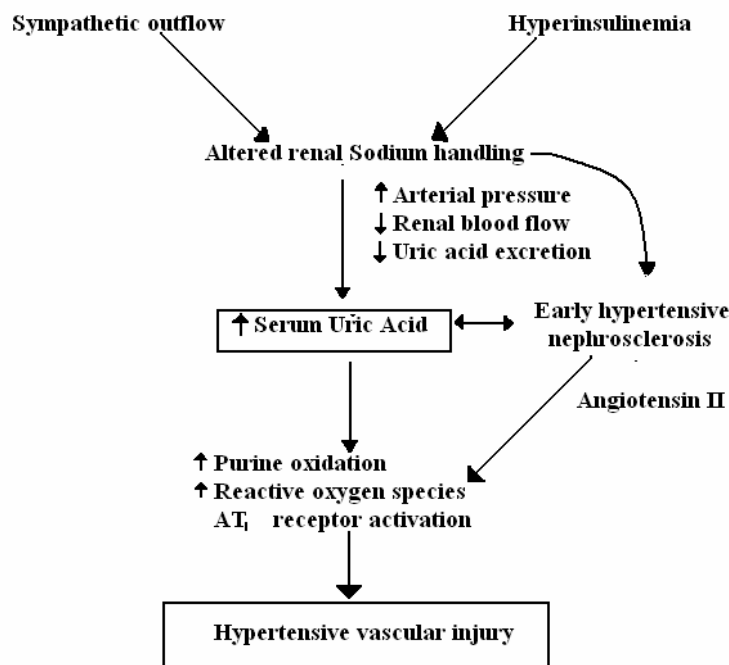 Sympathetic outflow
Hyperinsulinemia
Altered renal Sodium handling
↑ Arterial pressure
↓ Renal blood flow
↓ Uric acid excretion
↑ Serum Uric Acid
Early hypertensive
nephrosclerosis
Angiotensin II
↑ Purine oxidation
↑ Reactive oxygen species
AT₁ receptor activation
Hypertensive vascular injury